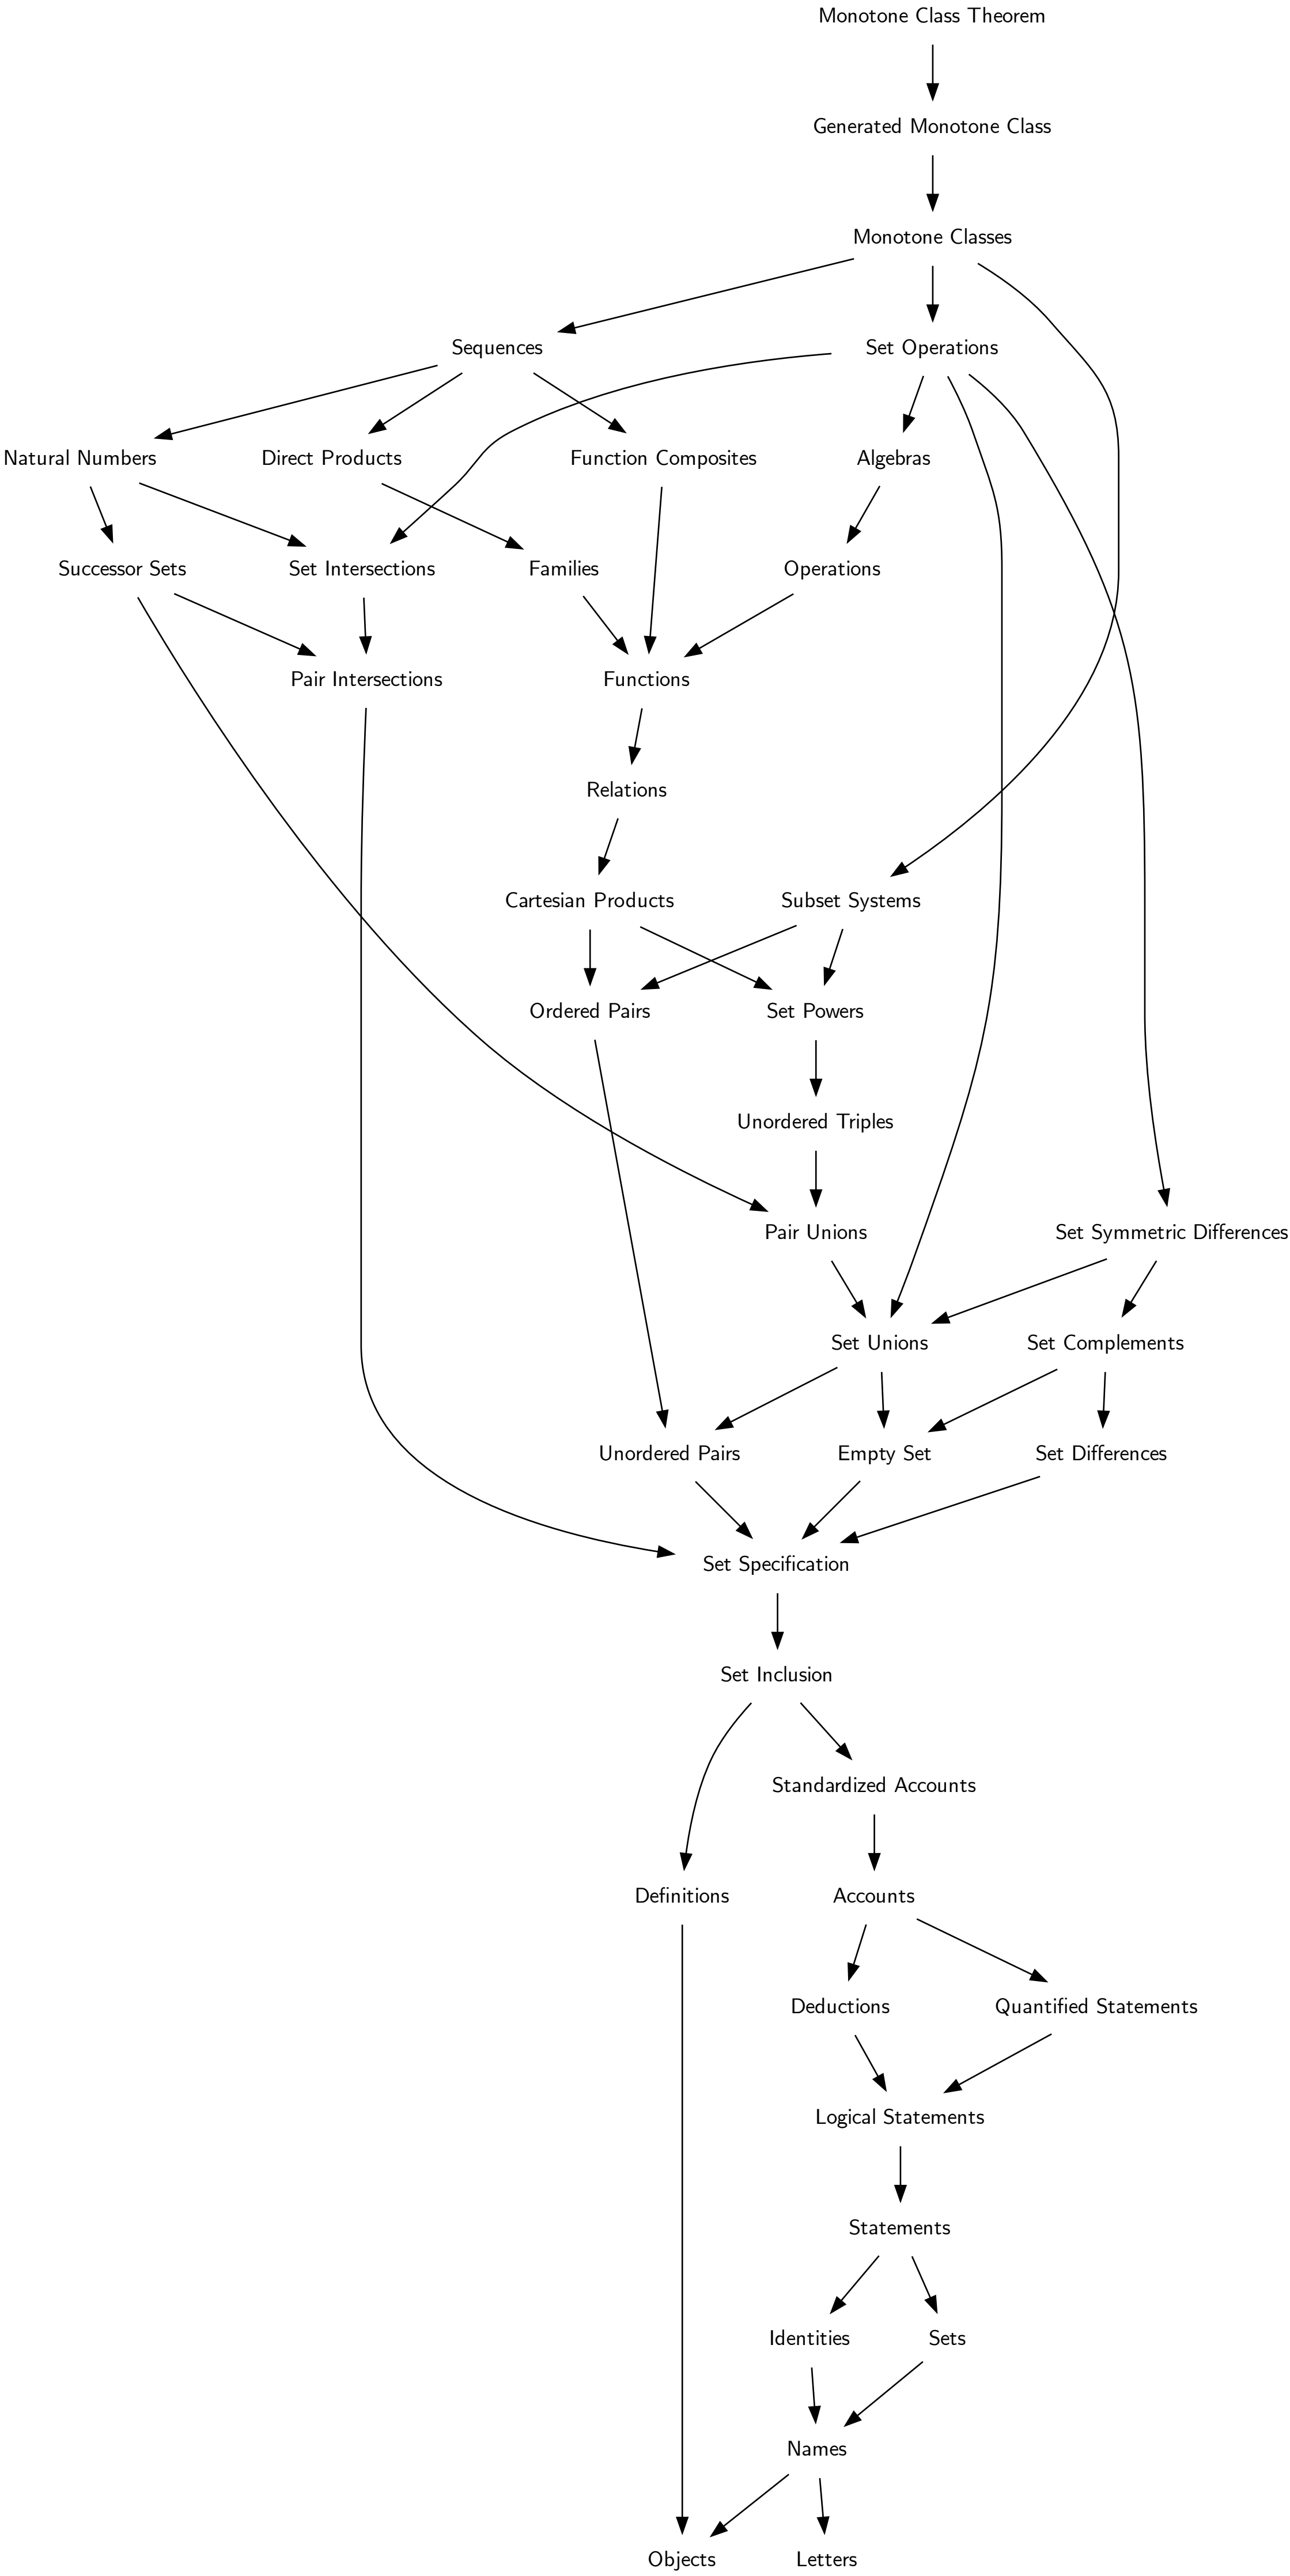 Monotone Class Theorem
Generated Monotone Class
Monotone Classes
Sequences
Set Operations
Natural Numbers
Direct Products
Function Composites
Algebras
Successor Sets
Set Intersections
Families
Operations
Pair Intersections
Functions
Relations
Cartesian Products
Subset Systems
Ordered Pairs
Set Powers
Unordered Triples
Pair Unions
Set Symmetric Differences
Set Unions
Set Complements
Unordered Pairs
Empty Set
Set Differences
Set Specification
Set Inclusion
Standardized Accounts
Definitions
Accounts
Deductions
Quantified Statements
Logical Statements
Statements
Identities
Sets
Names
Objects
Letters